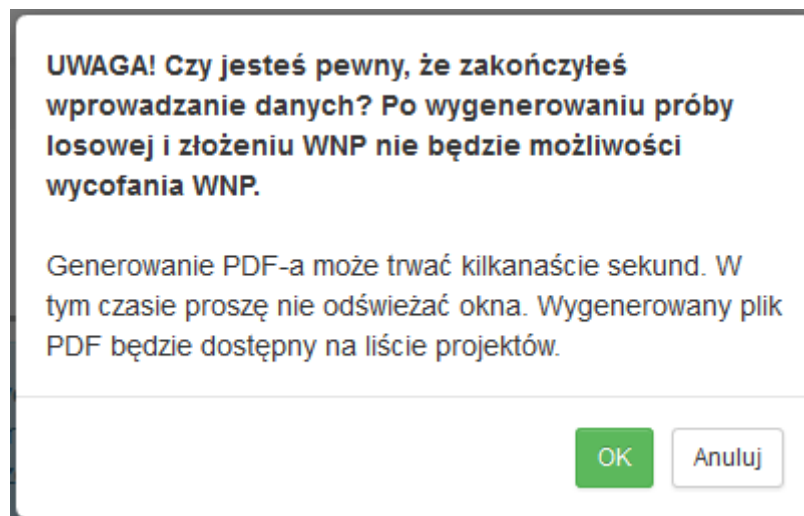 UWAGA! Czy jesteś pewny, że zakończyłeś
wprowadzanie danych? Po wygenerowaniu próby
losowej i złożeniu WNP nie będzie możliwości
wycofania WNP.
Generowanie PDF-a może trwać kilkanaście sekund. W
tym czasie proszę nie odświeżać okna. Wygenerowany plik
PDF będzie dostępny na liście projektów.
OK
Anuluj